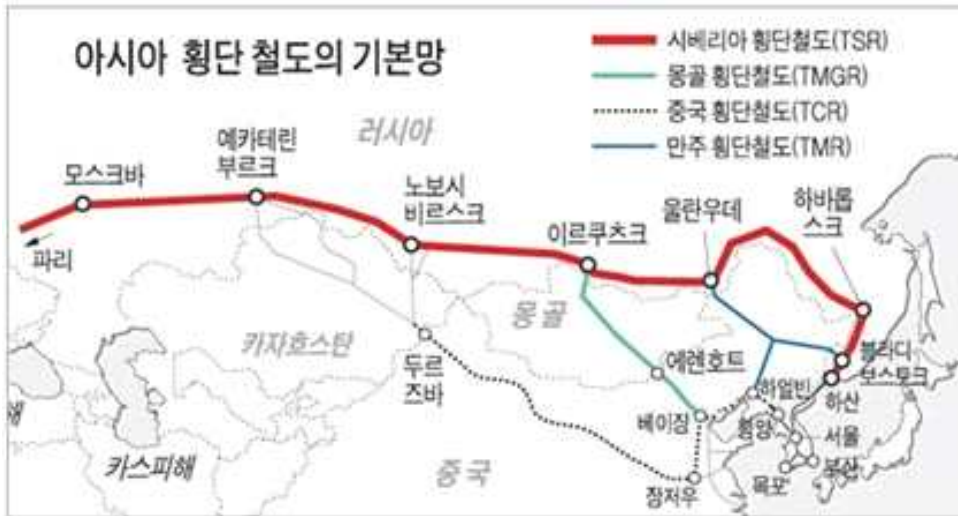 아시아 횡단 철도의 기본망
시베리아 횡단철도(TSR)
몽골 횡단철도(TMGR)
중국 횡단철도(TCR)
만주 횡단철도(TMR)
러시아
예카테린
부르크
모스크바
노보시
비르스크
이르쿠츠크
울란우데
하바롭
스크
파리
몽골
카자흐스탄
두르
즈바
에렌호트
블라디
보스토크
하얼빈
하산
베이징
평양
서울
부산
목포
해
카스피해
중국
장저우